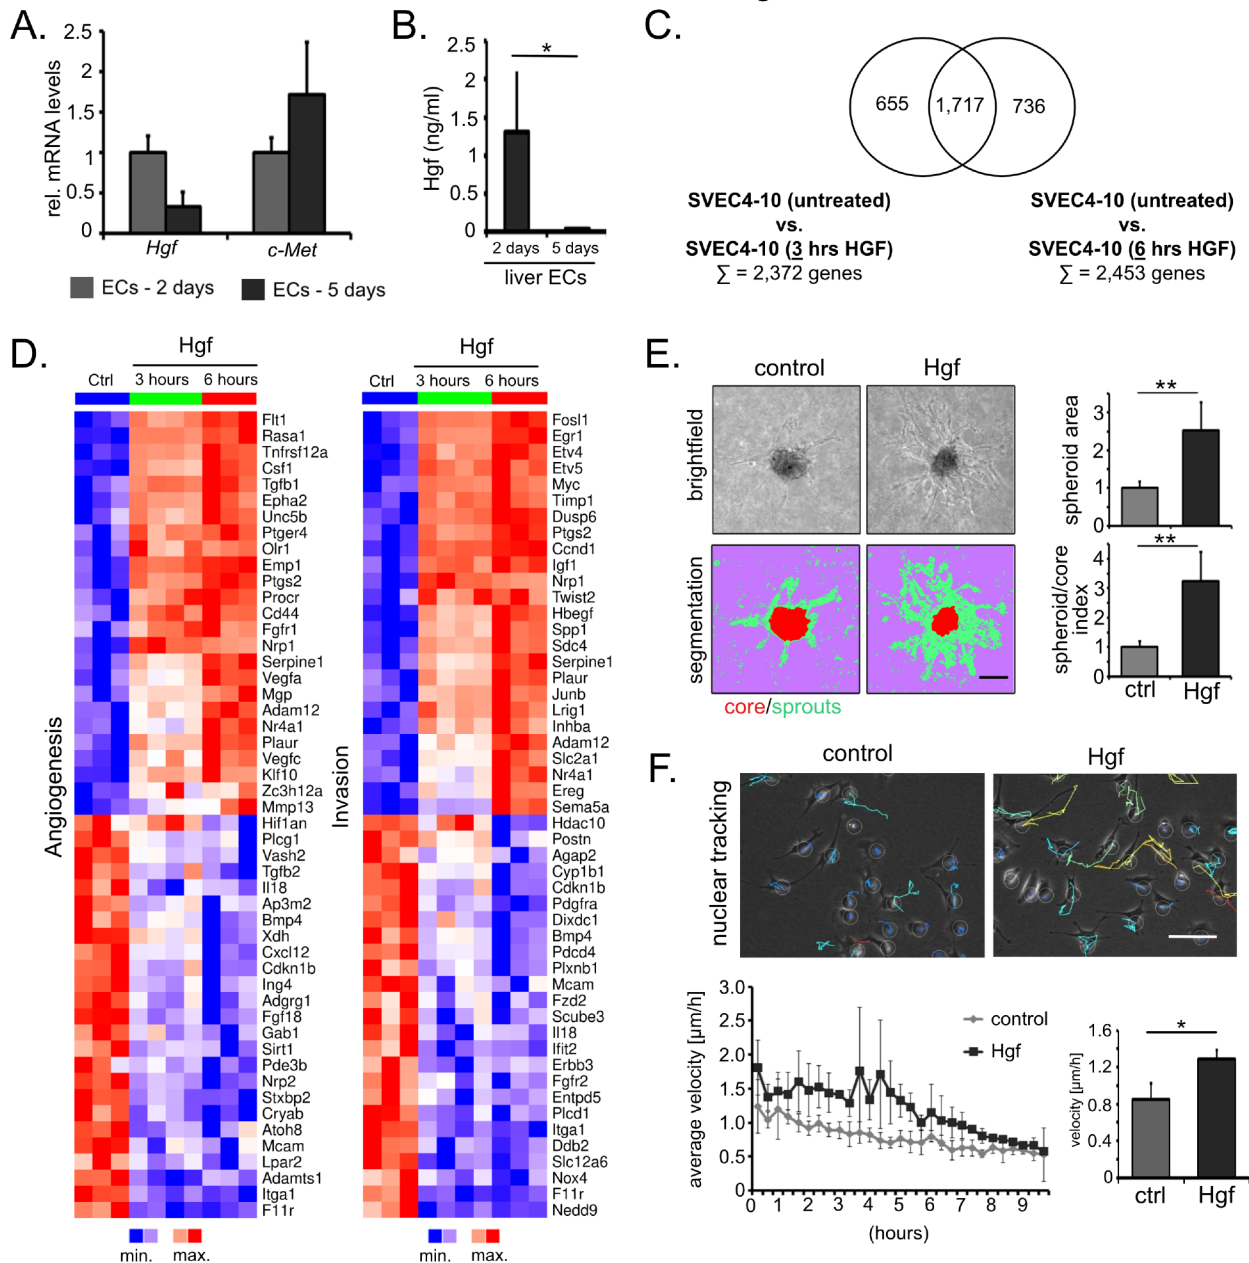 A.
rel. mRNA levels
2.5
2
1.5
1
0.5
0
Hgf
c-Met
ECs - 2 days
ECs - 5 days
B.
Hgf (ng/ml)
2.5
2
1.5
1
0.5
0
*
2 days
5 days
liver ECs
C.
655
1,717
736
SVEC4-10 (untreated)
vs.
SVEC4-10 (3 hrs HGF)
∑ = 2,372 genes
SVEC4-10 (untreated)
vs.
SVEC4-10 (6 hrs HGF)
∑ = 2,453 genes
D.
Hgf
Ctrl
3 hours
6 hours
Angiogenesis
Flt1
Rasa1
Tnfrsf12a
Csf1
Tgfb1
Epha2
Unc5b
Ptger4
Olr1
Emp1
Ptgs2
Procr
Cd44
Fgfr1
Nrp1
Serpine1
Vegfa
Mgp
Adam12
Nr4a1
Plaur
Vegfc
Klf10
Zc3h12a
Mmp13
Hif1an
Plcg1
Vash2
Tgfb2
Il18
Ap3m2
Bmp4
Xdh
Cxcl12
Cdkn1b
Ing4
Adgrg1
Fgf18
Gab1
Sirt1
Pde3b
Nrp2
Stxbp2
Cryab
Atoh8
Mcam
Lpar2
Adamts1
Itga1
F11r
min.
max.
Hgf
Ctrl
3 hours
6 hours
Invasion
Fosl1
Egr1
Etv4
Etv5
Myc
Timp1
Dusp6
Ptgs2
Ccnd1
Igf1
Nrp1
Twist2
Hbegf
Spp1
Sdc4
Serpine1
Plaur
Junb
Lrig1
Inhba
Adam12
Slc2a1
Nr4a1
Ereg
Sema5a
Hdac10
Postn
Agap2
Cyp1b1
Cdkn1b
Pdgfra
Dixdc1
Bmp4
Pdcd4
Plxnb1
Mcam
Fzd2
Scube3
Il18
Ifit2
Erbb3
Fgfr2
Entpd5
Plcd1
Itga1
Ddb2
Slc12a6
Nox4
F11r
Nedd9
min.
max.
E.
control
Hgf
brightfield
segmentation
core/sprouts
spheroid area
3
2
1
0
**
spheroid/core
index
4
3
2
1
0
**
ctrl
Hgf
F.
control
Hgf
nuclear tracking
average velocity [µm/h]
3.0
2.5
2.0
1.5
1.0
0.5
0
0 1 2 3 4 5 6 7 8 9
(hours)
control
Hgf
velocity [µm/h]
1.6
1.2
0.8
0.4
0
*
ctrl
Hgf